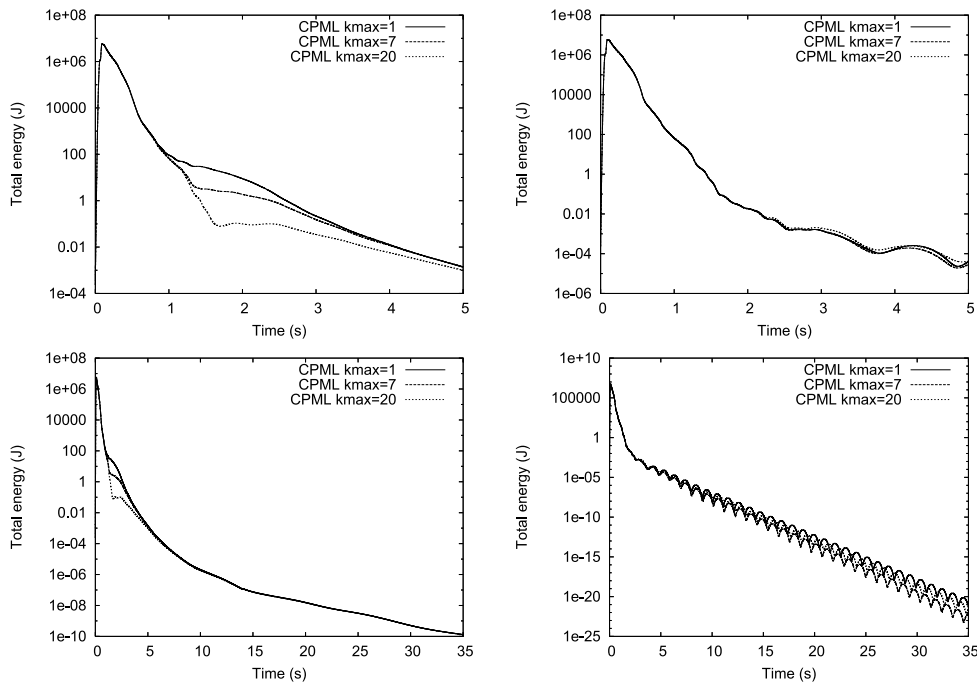 1e+08
1e+06
10000
100
1
0.01
1e-04
Total energy (J)
CPML kmax=1
CPML kmax=7
CPML kmax=20
0 1 2 3 4 5
Time (s)
1e+08
1e+06
10000
100
1
0.01
1e-04
1e-06
Total energy (J)
CPML kmax=1
CPML kmax=7
CPML kmax=20
0 1 2 3 4 5
Time (s)
1e+08
1e+06
10000
100
1
0.01
1e-04
1e-06
1e-08
1e-10
Total energy (J)
CPML kmax=1
CPML kmax=7
CPML kmax=20
0 5 10 15 20 25 30 35
Time (s)
1e+10
100000
1
1e-05
1e-10
1e-15
1e-20
1e-25
Total energy (J)
CPML kmax=1
CPML kmax=7
CPML kmax=20
0 5 10 15 20 25 30 35
Time (s)